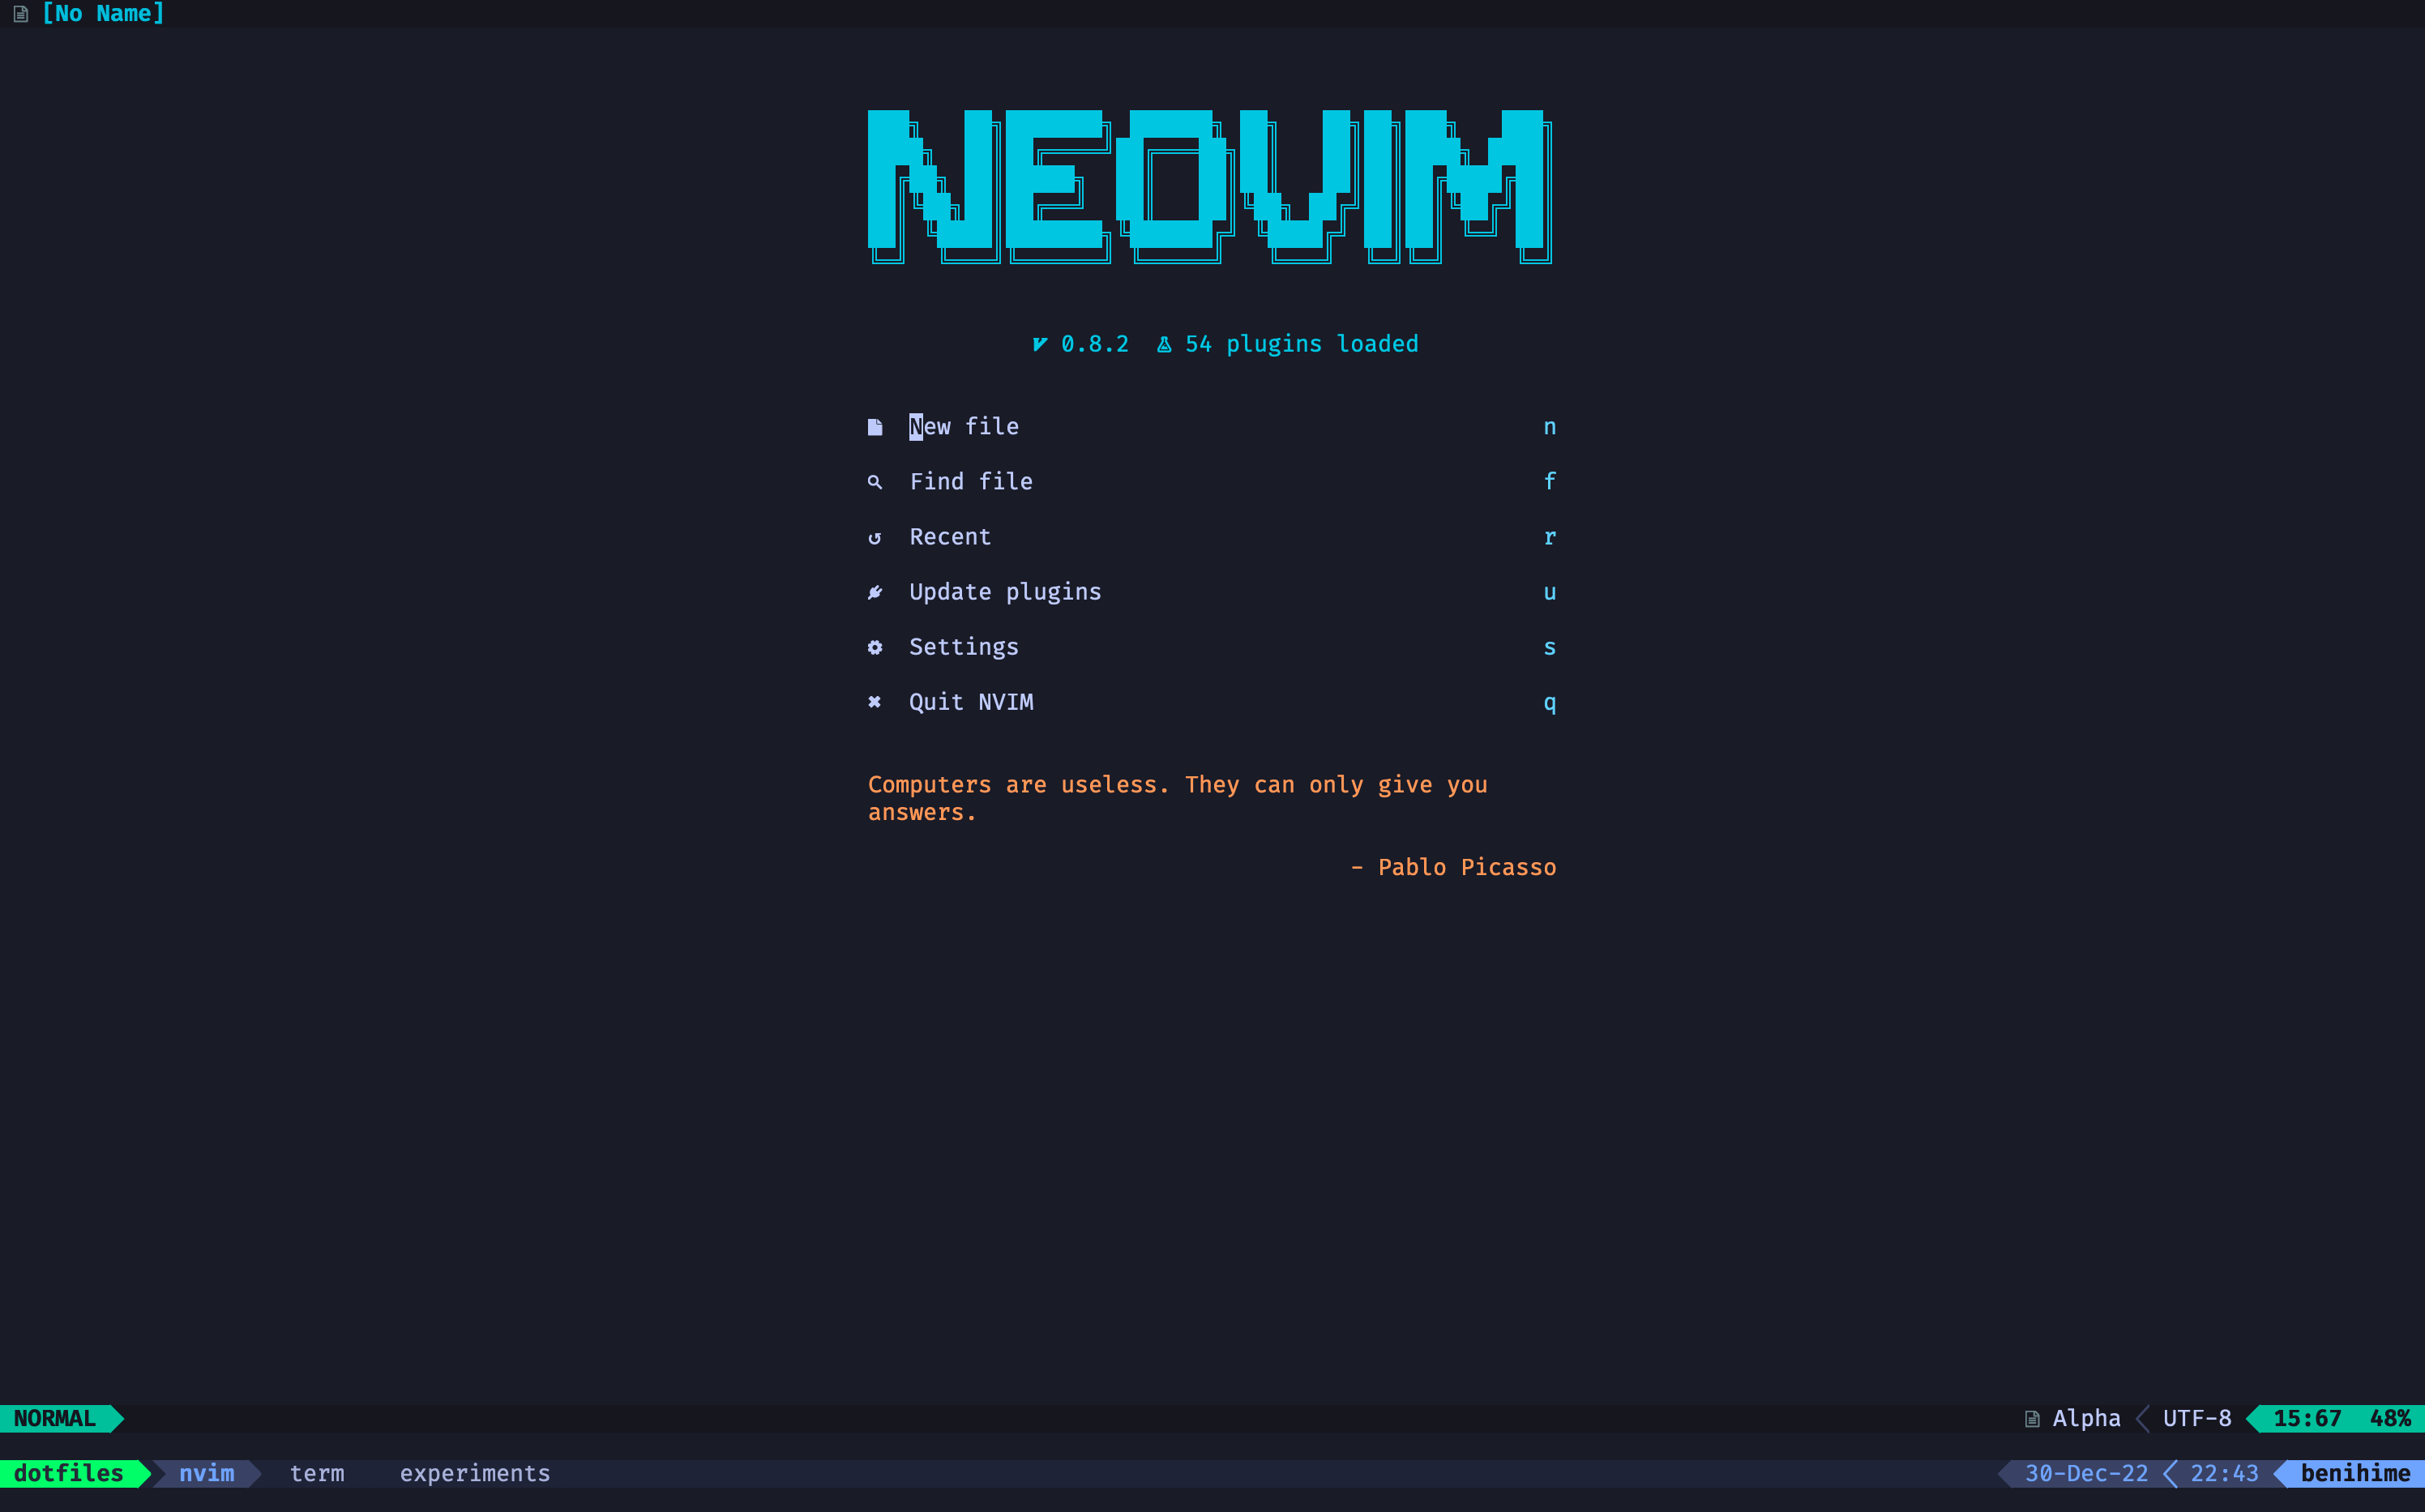 [No Name]
NEOVIM
0.8.2 54 plugins loaded
New file n
Find file f
Recent r
Update plugins u
Settings s
Quit NVIM q
Computers are useless. They can only give you
answers.
- Pablo Picasso
NORMAL Alpha UTF-8 15:67 48%
dotfiles nvim term experiments 30-Dec-22 22:43 benihime